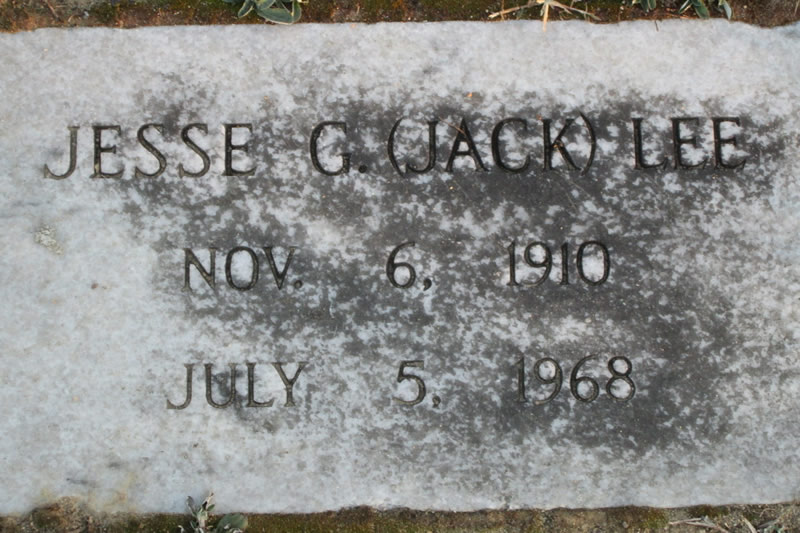 JESSE G. (JACK) LEE
NOV. 6, 1910
JULY 5, 1968